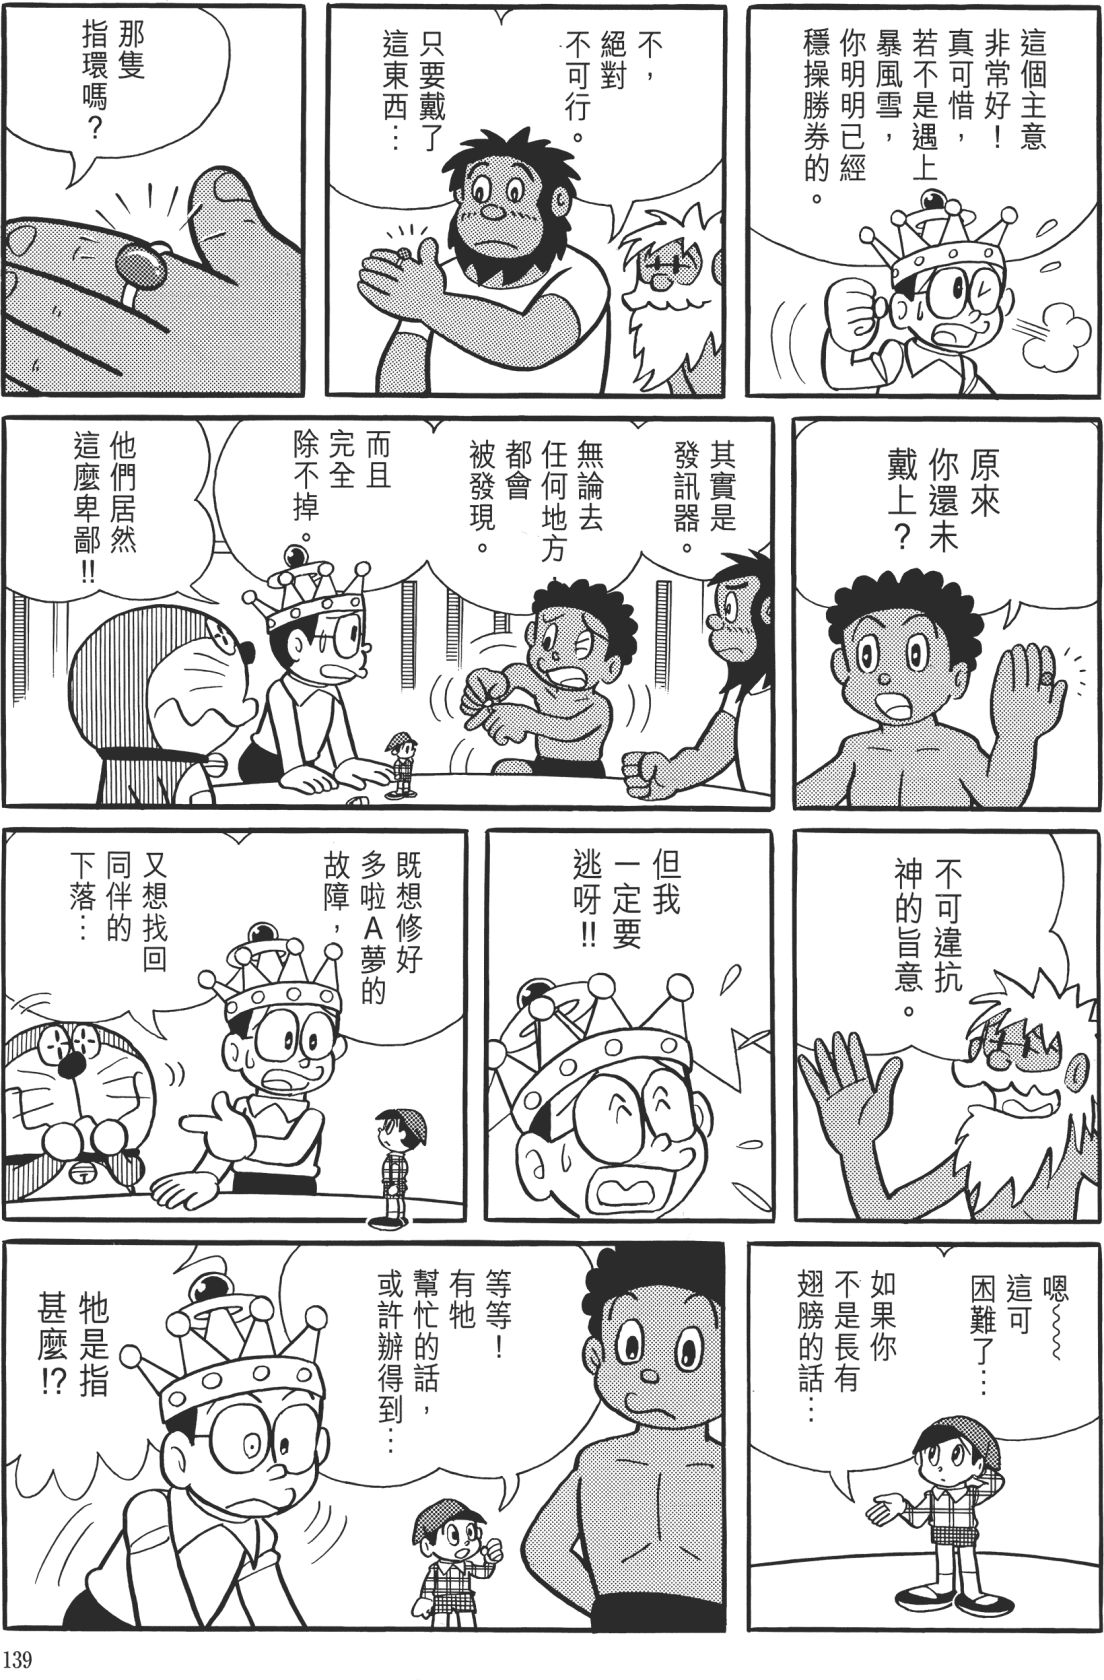 這個主意
非常好！
真可惜，
若不是遇上
暴風雪，
你明明已經
穩操勝券的。
不，
絕對
不可行。
只要戴了
這東西…
那隻
指環嗎？
原來
你還未
戴上？
其實是
發訊器。
無論去
任何地方
都會
被發現。
而且
完全
除不掉。
他們居然
這麼卑鄙!!
不可違抗
神的旨意。
但我
一定要
逃呀!!
既想修好
多啦A夢的
故障，
又想找回
同伴的
下落…
嗯~~~
這可
困難了…
如果你
不是長有
翅膀的話…
等等！
有牠
幫忙的話，
或許辦得到…
牠是指
甚麼!?
139